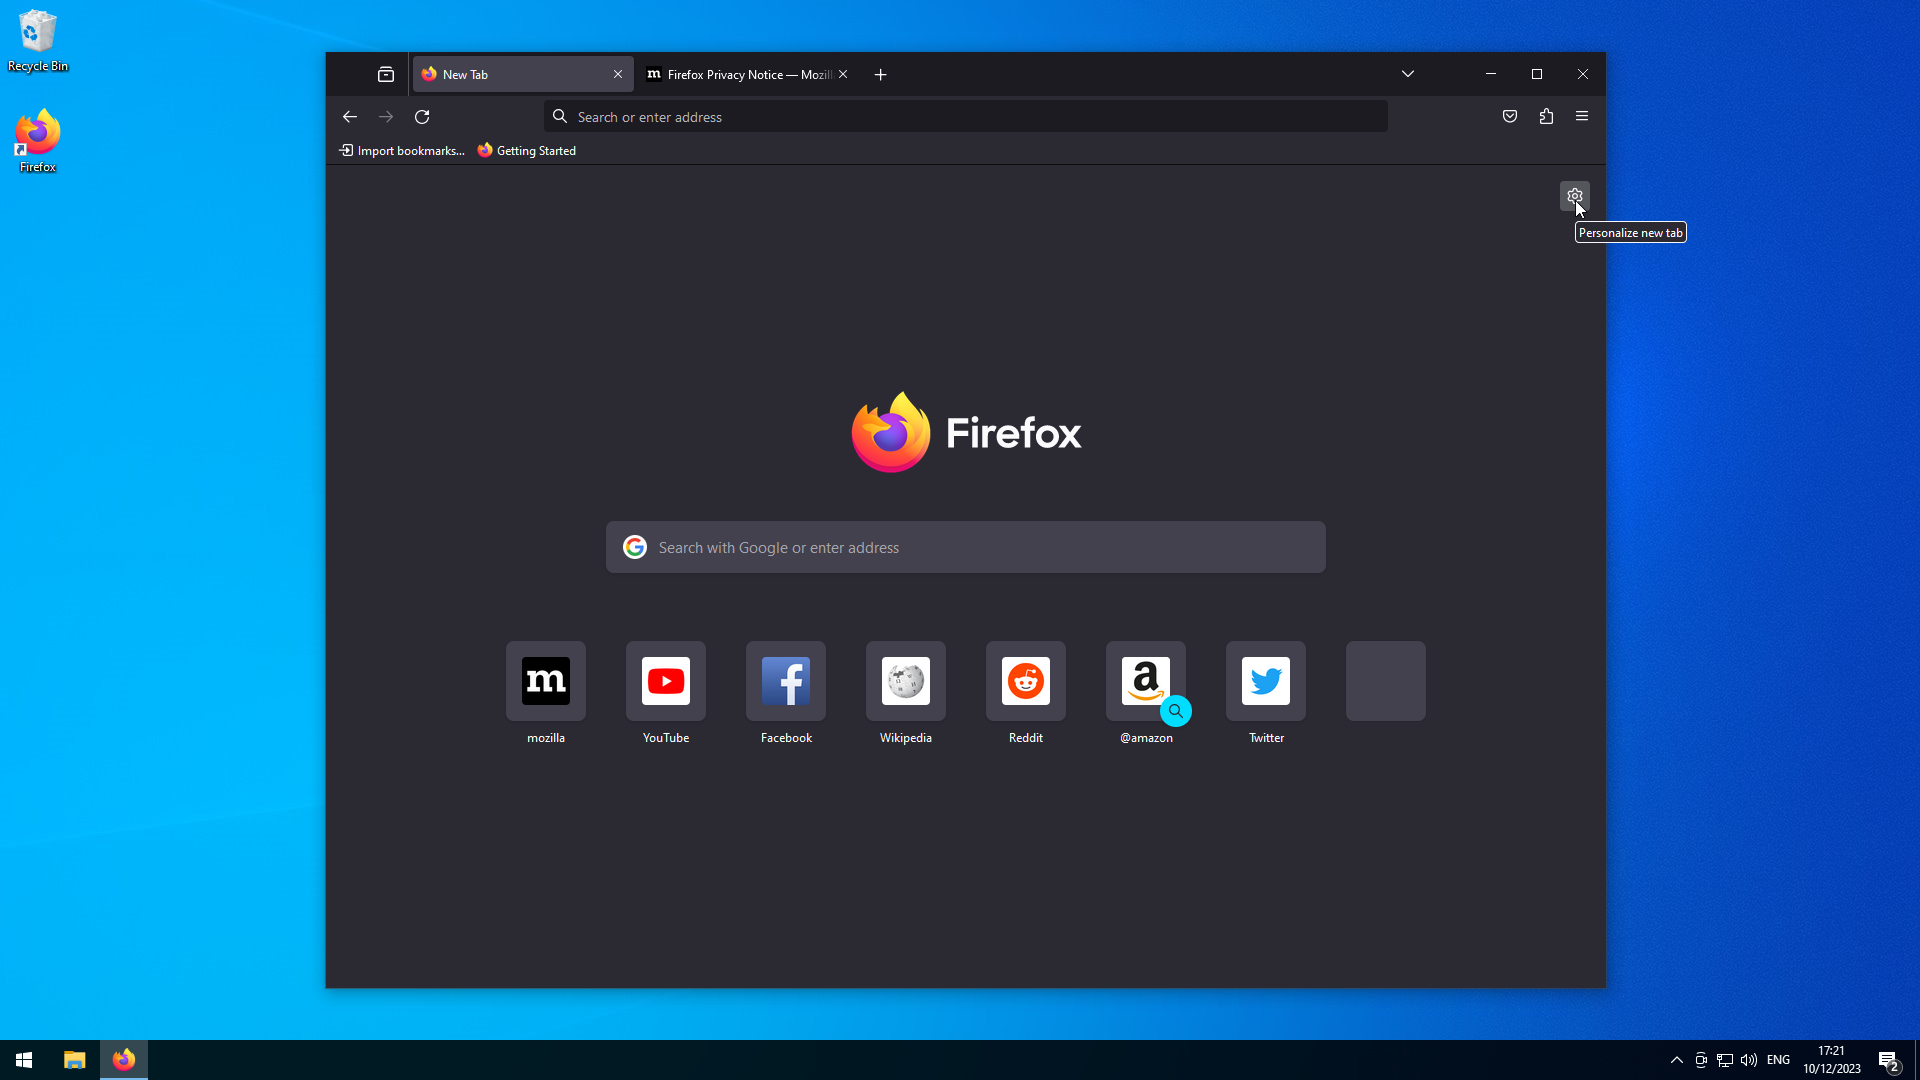 Recycle Bin
Firefox
New Tab
Firefox Privacy Notice — Mozill
Search or enter address
Import bookmarks...
Getting Started
Personalize new tab
Firefox
Search with Google or enter address
mozilla
YouTube
Facebook
Wikipedia
Reddit
@amazon
Twitter
ENG
17:21
10/12/2023
2